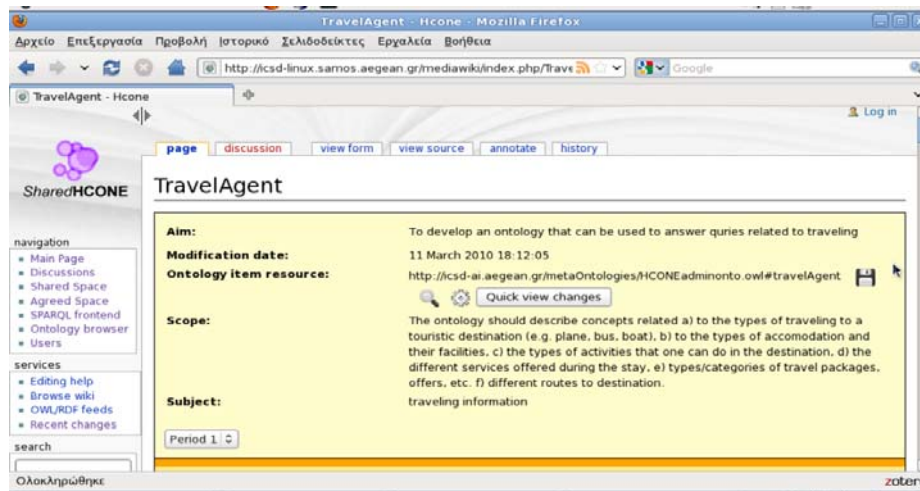 TravelAgent - Hcone - Mozilla Firefox
Αρχείο Επεξεργασία Προβολή Ιστορικό Σελιδοδείκτες Εργαλεία Βοήθεια
http://icsd-linux.samos.aegean.gr/mediawiki/index.php/Trave
Google
TravelAgent - Hcone
Log in
page discussion view form view source annotate history
SharedHCONE
TravelAgent
navigation
Main Page
Discussions
Shared Space
Agreed Space
SPARQL frontend
Ontology browser
Users
services
Editing help
Browse wiki
OWL/RDF feeds
Recent changes
search
Aim: To develop an ontology that can be used to answer quries related to traveling
Modification date: 11 March 2010 18:12:05
Ontology item resource: http://icsd-ai.aegean.gr/metaOntologies/HCONEadminonto.owl#travelAgent
Quick view changes
Scope: The ontology should describe concepts related a) to the types of traveling to a
touristic destination (e.g. plane, bus, boat), b) to the types of accomodation and
their facilities, c) the types of activities that one can do in the destination, d) the
different services offered during the stay, e) types/categories of travel packages,
offers, etc. f) different routes to destination.
Subject: traveling information
Period 1
Ολοκληρώθηκε
zoter